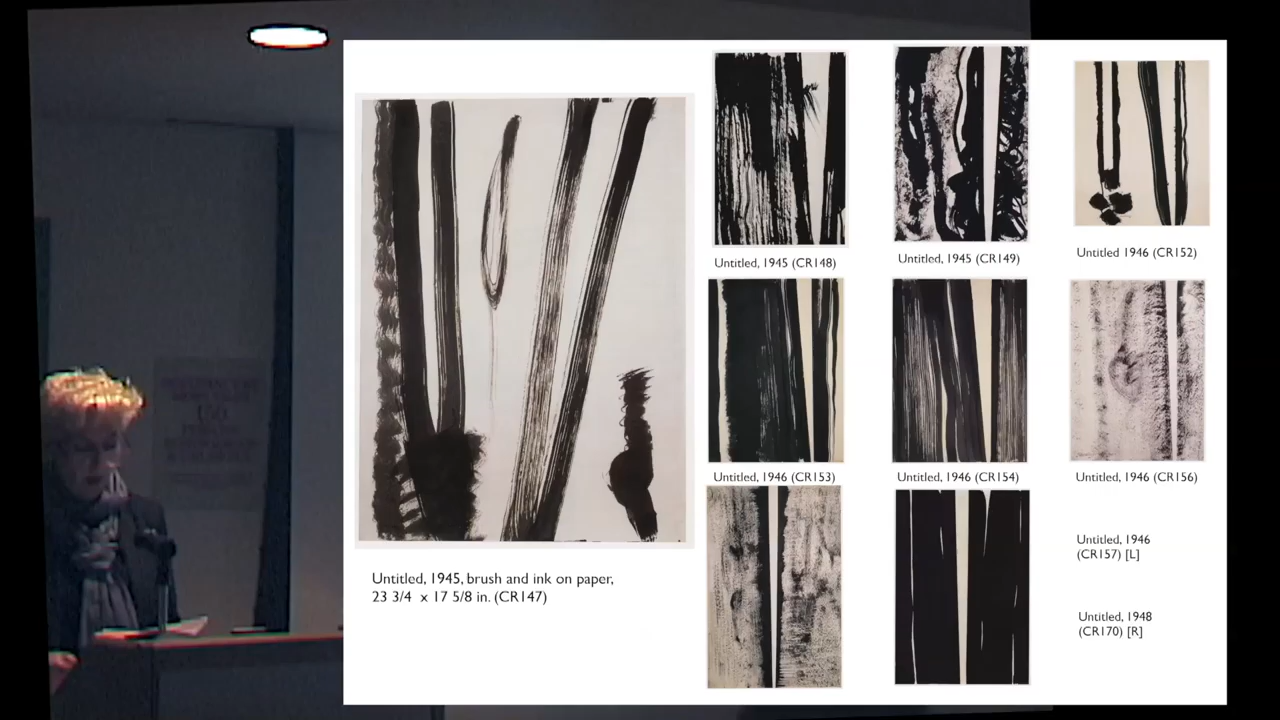 Untitled, 1945 (CR148)
Untitled, 1945 (CR149)
Untitled 1946 (CR152)
Untitled, 1946 (CR153)
Untitled, 1946 (CR154)
Untitled, 1946 (CR156)
Untitled, 1946
(CR157) [L]
Untitled, 1948
(CR170) [R]
Untitled, 1945, brush and ink on paper,
23 3/4 x 17 5/8 in. (CR147)